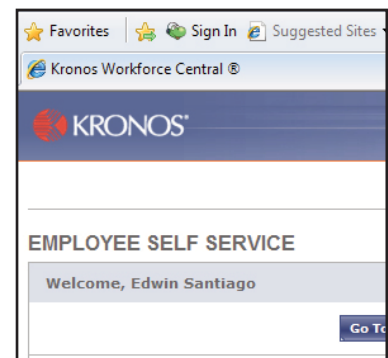 Favorites Sign In Suggested Sites
Kronos Workforce Central ®
KRONOS®
EMPLOYEE SELF SERVICE
Welcome, Edwin Santiago
Go To